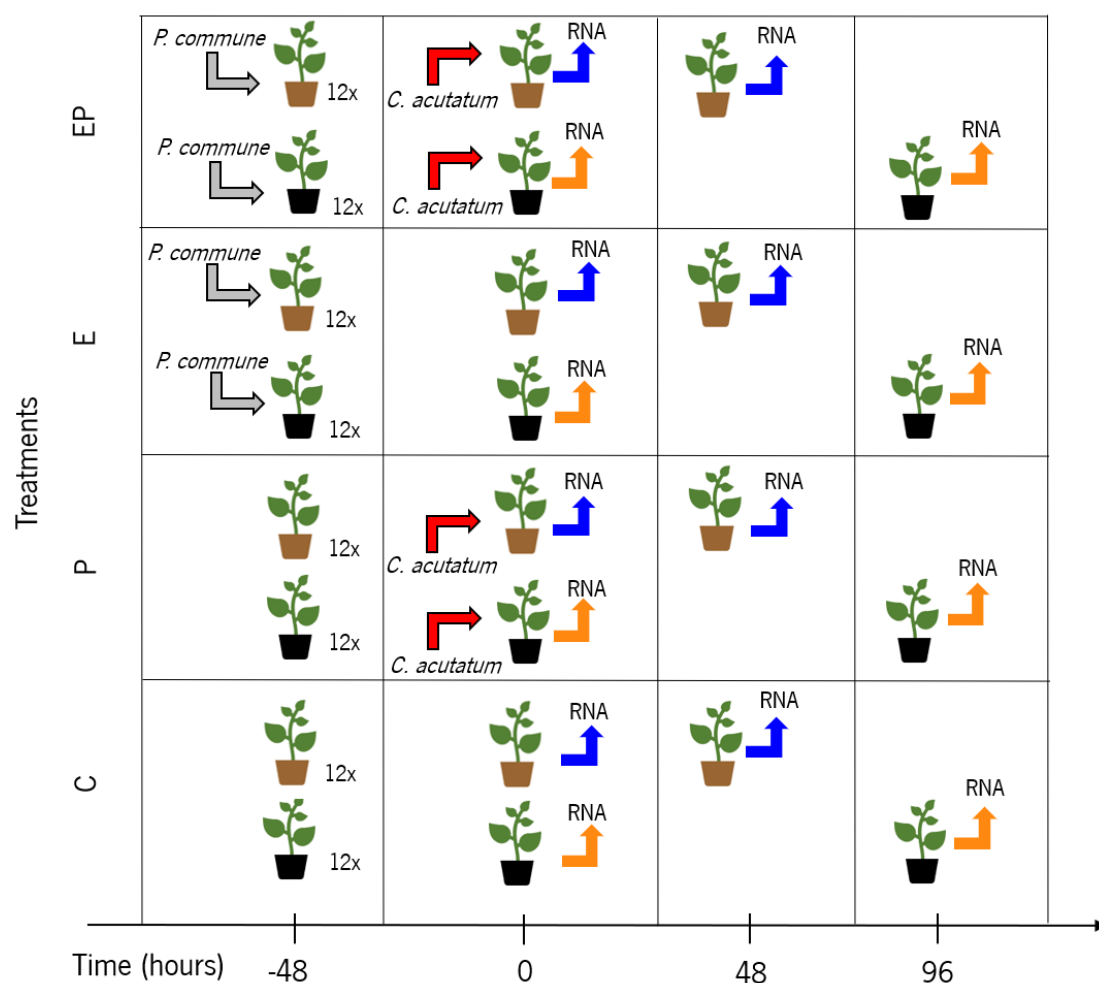 Treatments
EP
P. commune
12x
C. acutatum
RNA
RNA
P. commune
12x
C. acutatum
RNA
RNA
E
P. commune
12x
RNA
RNA
P. commune
12x
RNA
RNA
P
12x
C. acutatum
RNA
RNA
12x
C. acutatum
RNA
RNA
C
12x
RNA
RNA
12x
RNA
RNA
Time (hours) -48 0 48 96